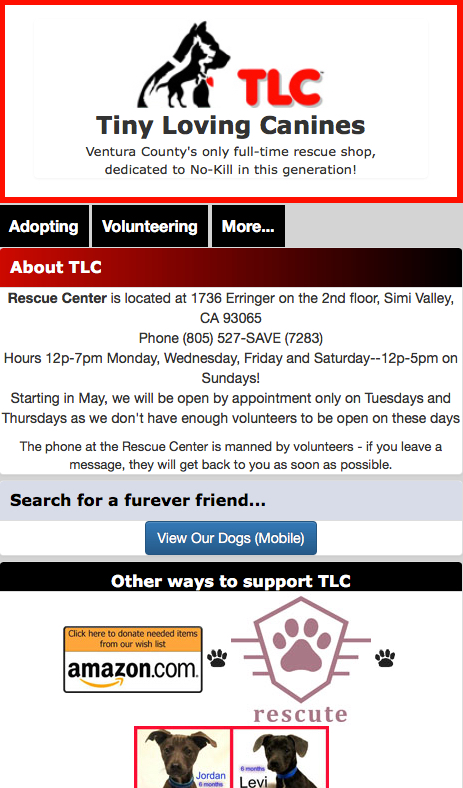 TLC
Tiny Loving Canines
Ventura County's only full-time rescue shop,
dedicated to No-Kill in this generation!
Adopting
Volunteering
More...
About TLC
Rescue Center is located at 1736 Erringer on the 2nd floor, Simi Valley,
CA 93065
Phone (805) 527-SAVE (7283)
Hours 12p-7pm Monday, Wednesday, Friday and Saturday--12p-5pm on
Sundays!
Starting in May, we will be open by appointment only on Tuesdays and
Thursdays as we don't have enough volunteers to be open on these days
The phone at the Rescue Center is manned by volunteers - if you leave a
message, they will get back to you as soon as possible.
Search for a furever friend...
View Our Dogs (Mobile)
Other ways to support TLC
Click here to donate needed items
from our wish list
amazon.com.
rescute
Jordan
6 months
6 months
Levi